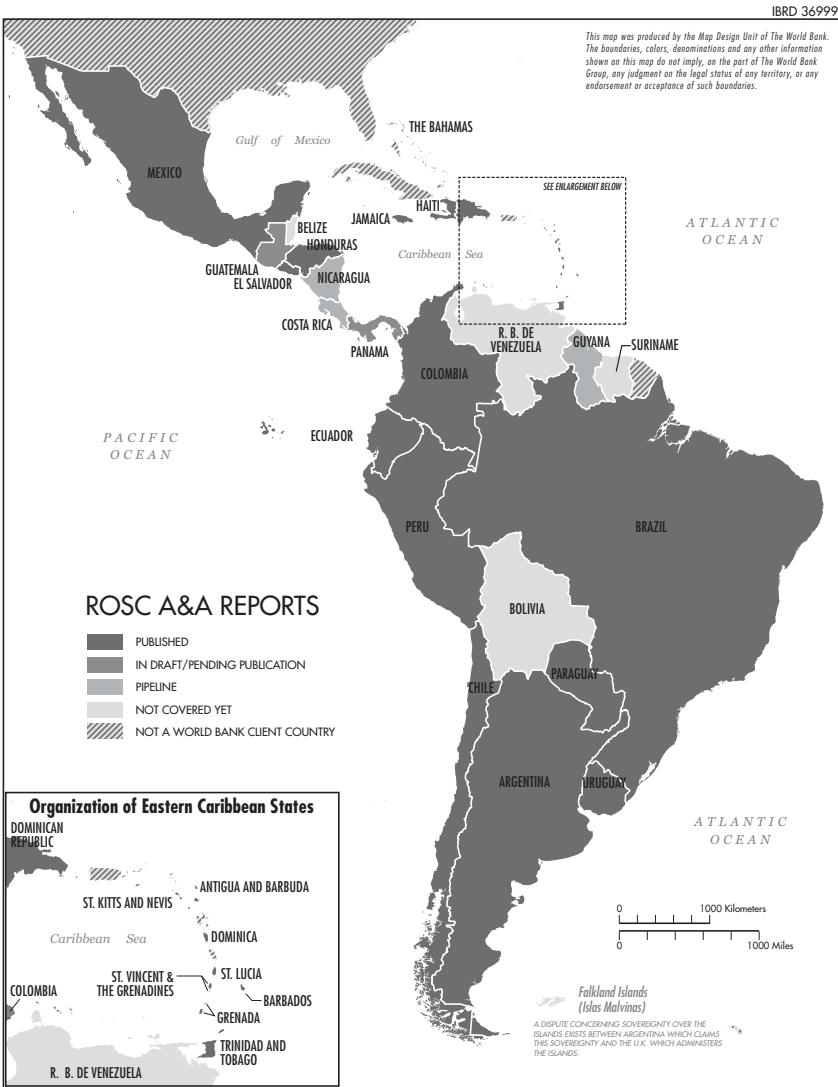 IBRD 36999
This map was produced by the Map Design Unit of The World Bank.
The boundaries, colors, denominations and any other information
shown on this map do not imply, on the part of The World Bank
Group, any judgment on the legal status of any territory, or any
endorsement or acceptance of such boundaries.
THE BAHAMAS
Gulf of Mexico
MEXICO
SEE ENLARGEMENT BELOW
HAITI
JAMAICA
ATLANTIC
OCEAN
BELIZE
HONDURAS
Caribbean Sea
GUATEMALA
EL SALVADOR
NICARAGUA
COSTA RICA
PANAMA
R. B. DE
VENEZUELA
GUYANA
SURINAME
COLOMBIA
PACIFIC
OCEAN
ECUADOR
PERU
BRAZIL
BOLIVIA
ROSC A&A REPORTS
PUBLISHED
IN DRAFT/PENDING PUBLICATION
PIPELINE
NOT COVERED YET
NOT A WORLD BANK CLIENT COUNTRY
PARAGUAY
CHILE
ARGENTINA
URUGUAY
ATLANTIC
OCEAN
Organization of Eastern Caribbean States
DOMINICAN
REPUBLIC
ANTIGUA AND BARBUDA
ST. KITTS AND NEVIS
Caribbean Sea
DOMINICA
ST. VINCENT &
THE GRENADINES
ST. LUCIA
BARBADOS
COLOMBIA
GRENADA
TRINIDAD AND
TOBAGO
R. B. DE VENEZUELA
0 1000 Kilometers
0 1000 Miles
Falkland Islands
(Islas Malvinas)
A DISPUTE CONCERNING SOVEREIGNTY OVER THE
ISLANDS EXISTS BETWEEN ARGENTINA WHICH CLAIMS
THIS SOVEREIGNTY AND THE U.K. WHICH ADMINISTERS
THE ISLANDS.